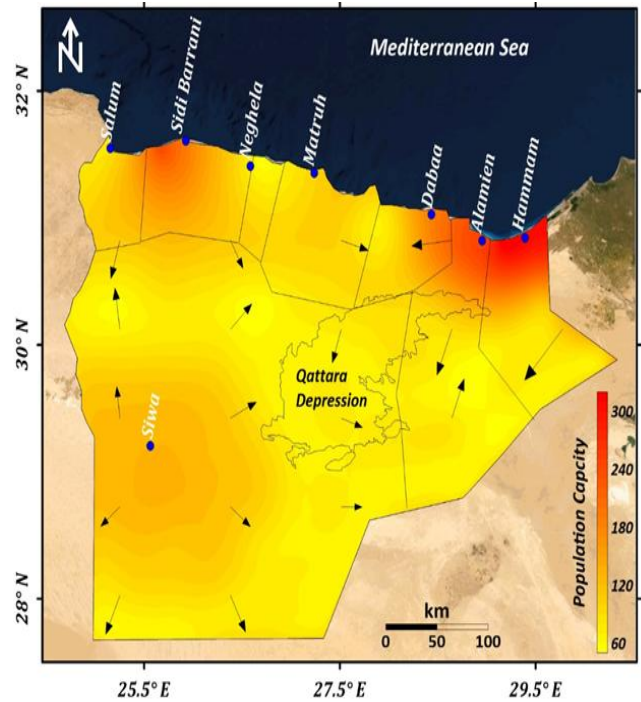 N
Mediterranean Sea
32° N
30° N
28° N
Salum
Sidi Barrani
Neghela
Matruh
Dabaa
Alamien
Hammam
Qattara
Depression
Siwa
Population Capcity
300
240
180
120
60
km
0 50 100
25.5° E 27.5° E 29.5° E